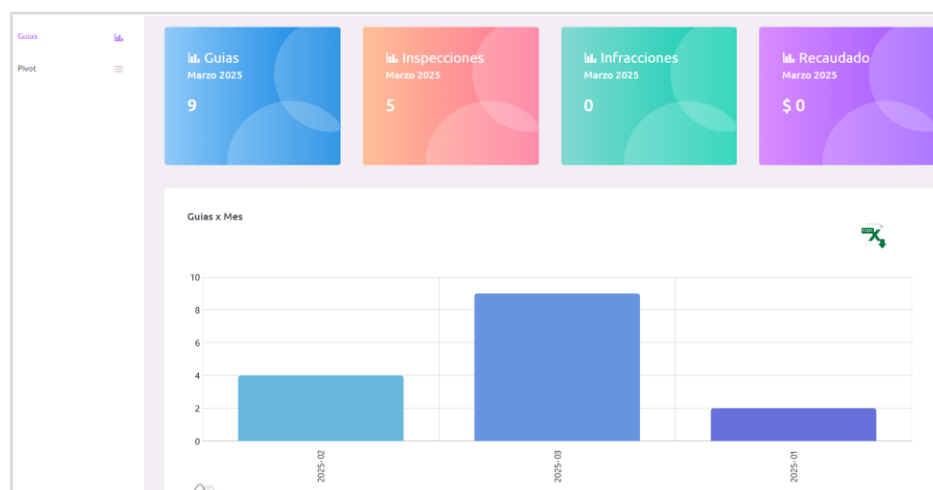 Guias
Pivot
Guias
Marzo 2025
9
Inspecciones
Marzo 2025
5
Infracciones
Marzo 2025
0
Recaudado
Marzo 2025
$ 0
Guias x Mes
10
8
6
4
2
0
2025-02
2025-03
2025-01